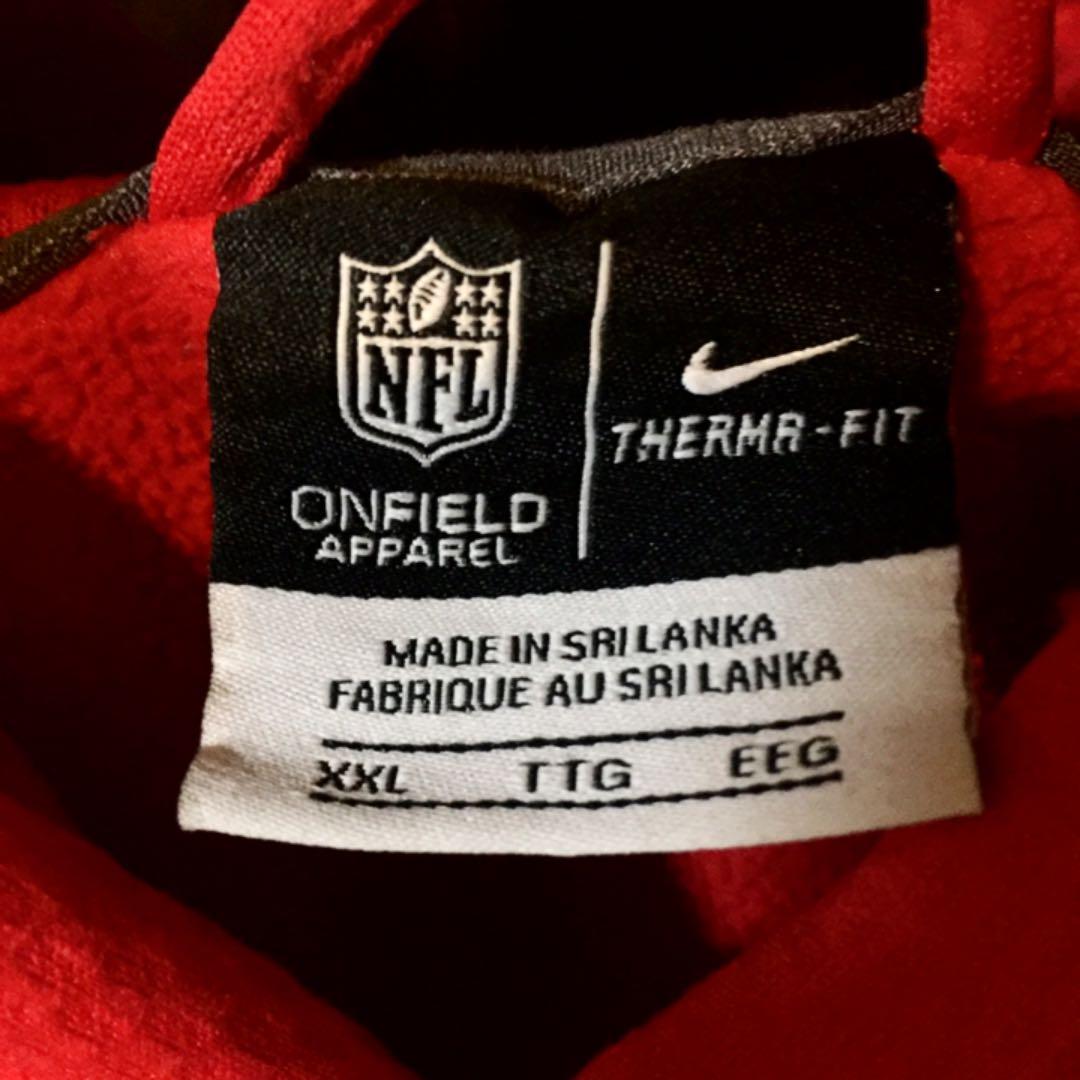 NFL
ONFIELD
APPAREL
THERMA-FIT
MADE IN SRI LANKA
FABRIQUE AU SRI LANKA
XXL TTG EEG